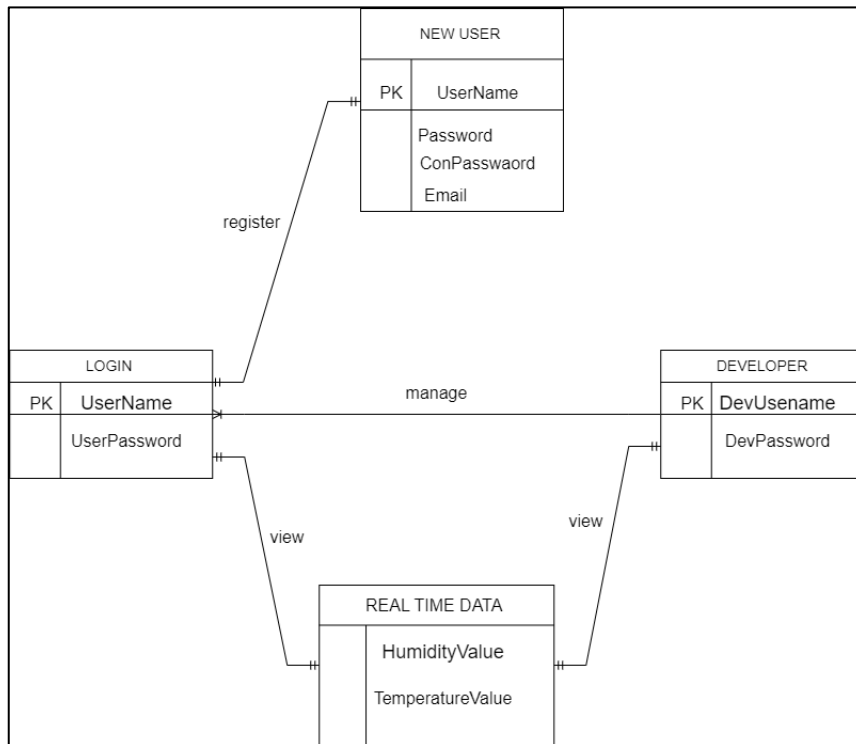 NEW USER
PK UserName
Password
ConPasswaord
Email
register
LOGIN
PK UserName
UserPassword
manage
DEVELOPER
PK DevUsename
DevPassword
view
view
REAL TIME DATA
HumidityValue
TemperatureValue